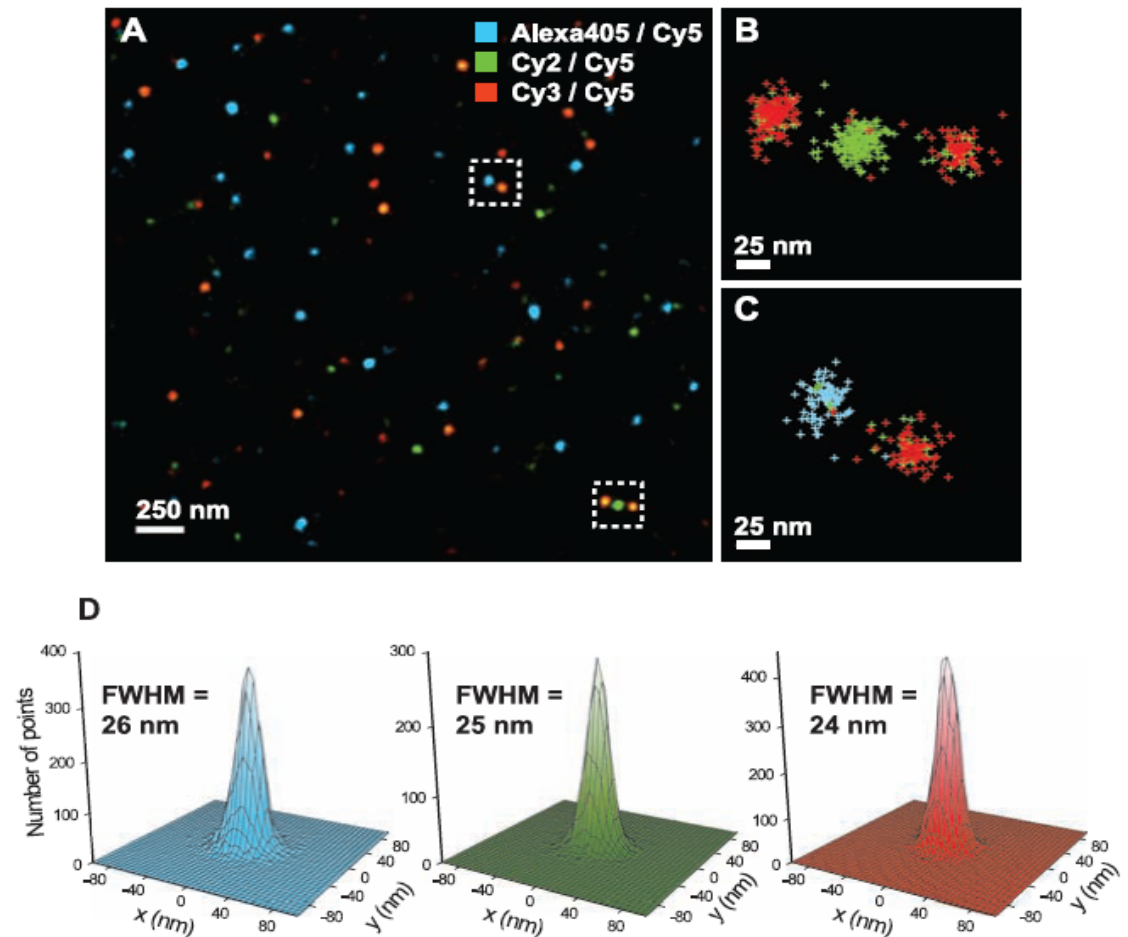 A
Alexa405 / Cy5
Cy2 / Cy5
Cy3 / Cy5
250 nm
B
25 nm
C
25 nm
D
Number of points
400
300
200
100
0
FWHM =
26 nm
−80
−40
0
40
80
x (nm)
−80
−40
0
40
80
y (nm)
300
200
100
0
FWHM =
25 nm
−80
−40
0
40
80
x (nm)
−80
−40
0
40
80
y (nm)
400
300
200
100
0
FWHM =
24 nm
−80
−40
0
40
80
x (nm)
−80
−40
0
40
80
y (nm)